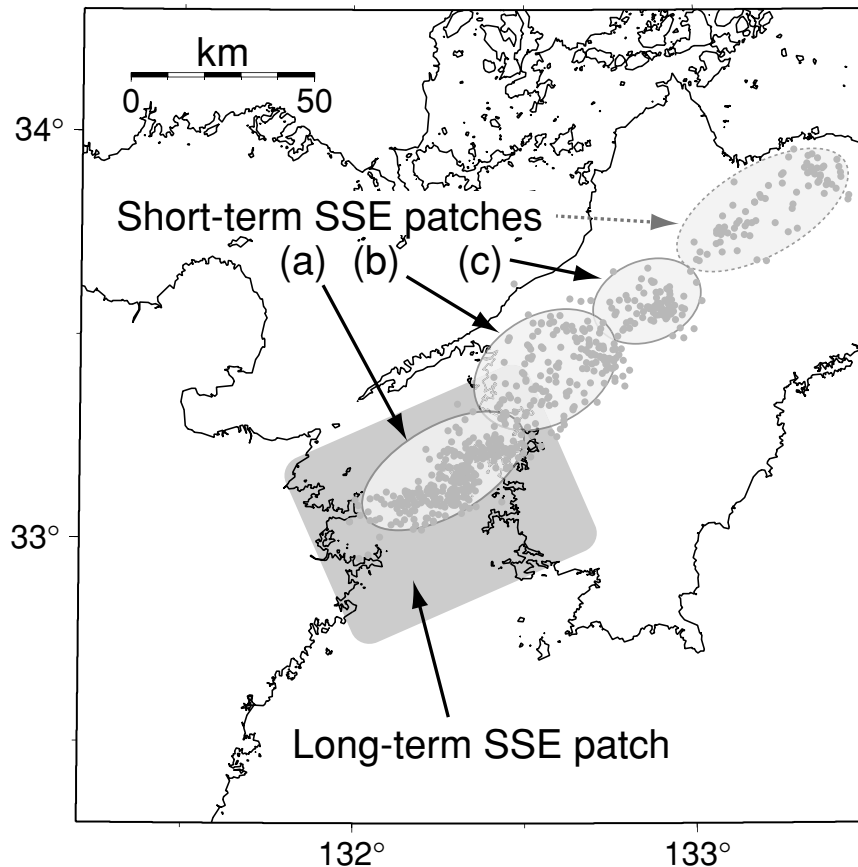 km
0 50
34°
Short-term SSE patches
(a) (b) (c)
33°
Long-term SSE patch
132° 133°